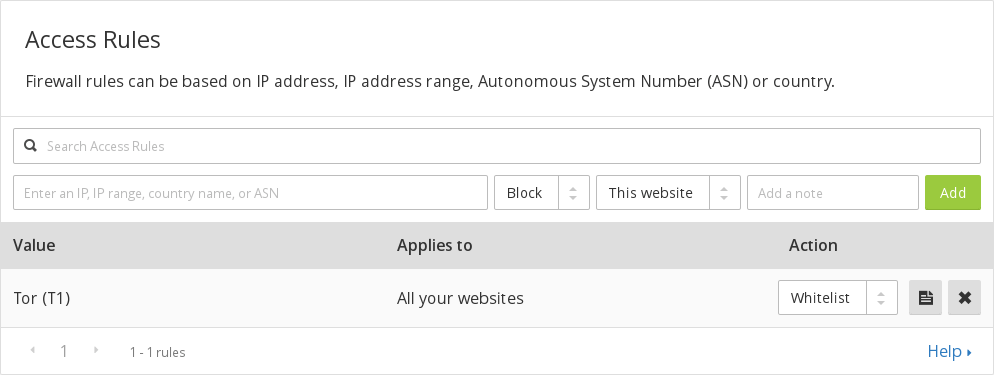 Access Rules
Firewall rules can be based on IP address, IP address range, Autonomous System Number (ASN) or country.
Search Access Rules
Enter an IP, IP range, country name, or ASN Block This website Add a note Add
Value Applies to Action
Tor (T1) All your websites Whitelist
1 1 - 1 rules Help